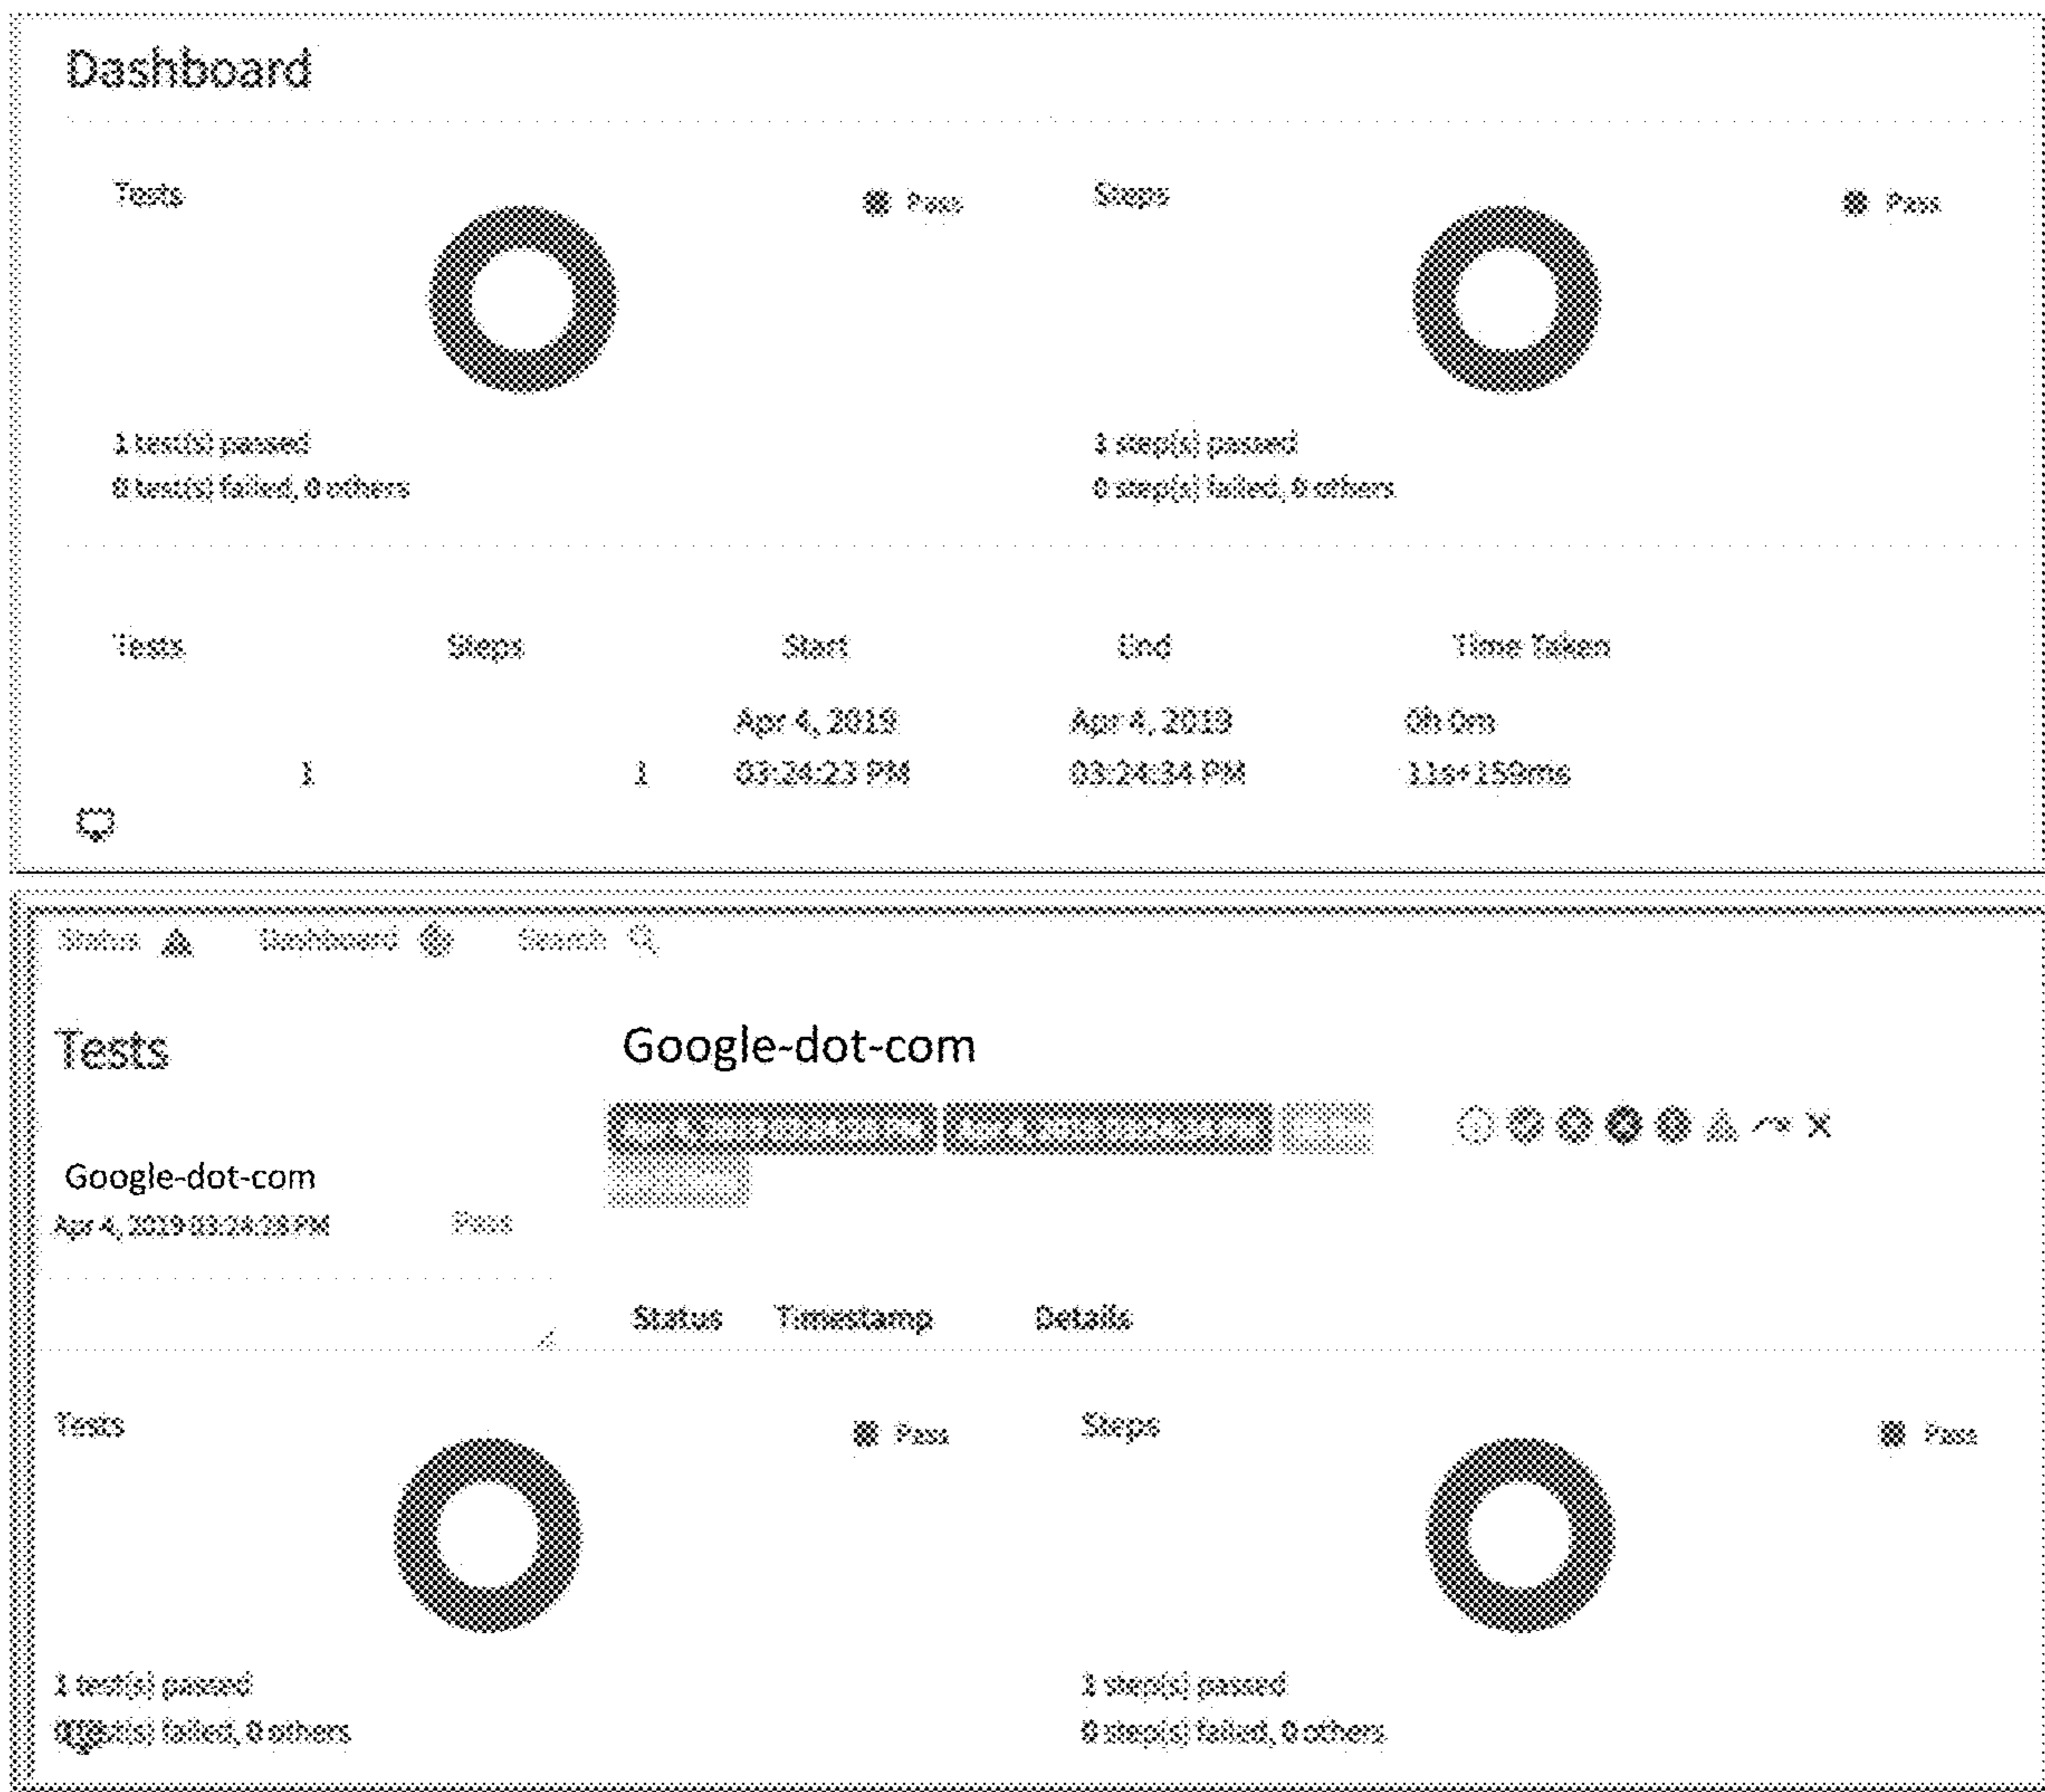 Dashboard
Tests Pass Steps Pass
1 test(s) passed 1 step(s) passed
0 test(s) failed, 0 others 0 step(s) failed, 0 others
Tests Steps Start End Time Taken
Apr 4, 2019 Apr 4, 2019 0h 0m
1 1 03:24:23 PM 03:24:34 PM 11s+159ms
Status Dashboard Search
Tests Google-dot-com
Google-dot-com
Apr 4, 2019 Pass
Status Timestamp Details
Tests Pass Steps Pass
1 test(s) passed 1 step(s) passed
failed, 0 others 0 step(s) failed, 0 others